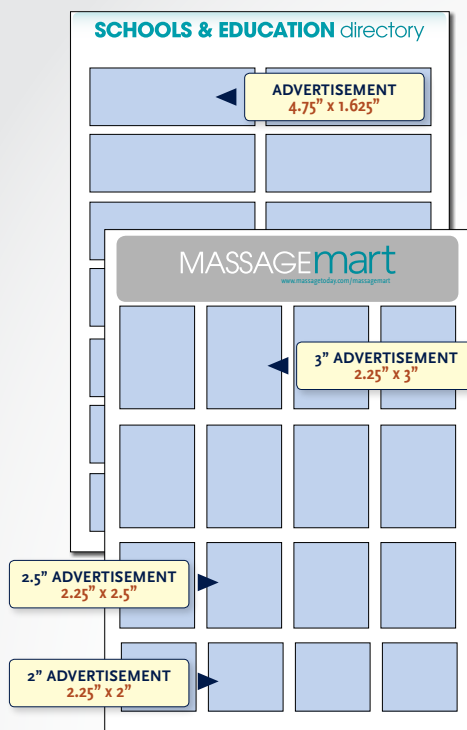 SCHOOLS & EDUCATION directory
ADVERTISEMENT
4.75” x 1.625”
MASSAGEmart
www.massagetoday.com/massagemart
3” ADVERTISEMENT
2.25” x 3”
2.5” ADVERTISEMENT
2.25” x 2.5”
2” ADVERTISEMENT
2.25” x 2”